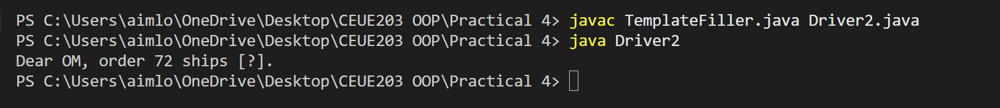 PS C:\Users\aimlo\OneDrive\Desktop\CEUE203 OOP\Practical 4> javac TemplateFiller.java Driver2.java
PS C:\Users\aimlo\OneDrive\Desktop\CEUE203 OOP\Practical 4> java Driver2
Dear OM, order 72 ships [?].
PS C:\Users\aimlo\OneDrive\Desktop\CEUE203 OOP\Practical 4>